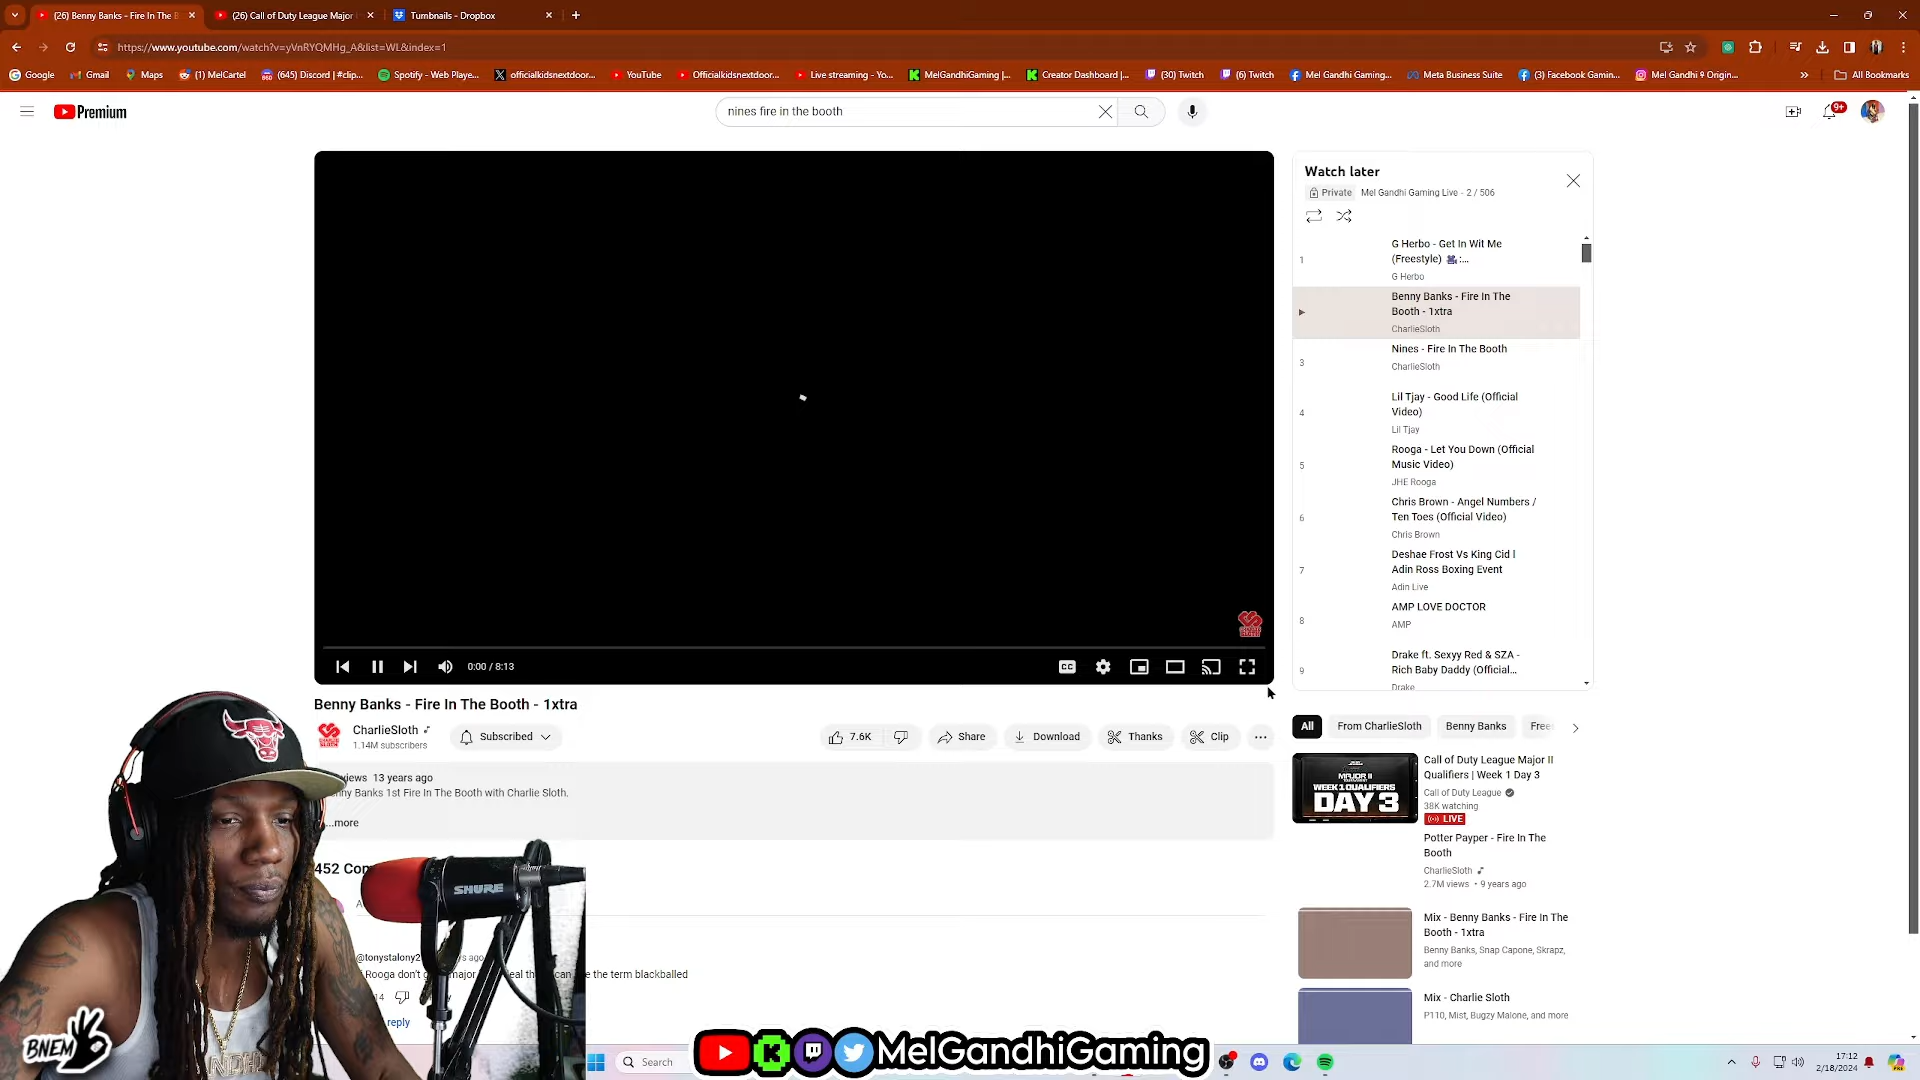 (26) Benny Banks - Fire In The B
(26) Call of Duty League Major
Tumbnails - Dropbox
https://www.youtube.com/watch?v=yVnRYQMHg_A&list=WL&index=1
Google
Gmail
Maps
(1) MelCartel
(645) Discord | #clip...
Spotify - Web Playe...
officialkidsnextdoor...
YouTube
Officialkidsnextdoor...
Live streaming - Yo...
MelGandhiGaming |...
Creator Dashboard |...
(30) Twitch
(6) Twitch
Mel Gandhi Gaming...
Meta Business Suite
(3) Facebook Gamin...
Mel Gandhi 9 Origin...
All Bookmarks
Premium
nines fire in the booth
9+
Watch later
Private
Mel Gandhi Gaming Live - 2 / 506
1
G Herbo - Get In Wit Me
(Freestyle) 🎥:...
G Herbo
Benny Banks - Fire In The
Booth - 1xtra
CharlieSloth
3
Nines - Fire In The Booth
CharlieSloth
4
Lil Tjay - Good Life (Official
Video)
Lil Tjay
5
Rooga - Let You Down (Official
Music Video)
JHE Rooga
6
Chris Brown - Angel Numbers /
Ten Toes (Official Video)
Chris Brown
7
Deshae Frost Vs King Cid l
Adin Ross Boxing Event
Adin Live
8
AMP LOVE DOCTOR
AMP
9
Drake ft. Sexyy Red & SZA -
Rich Baby Daddy (Official...
Drake
0:00 / 8:13
CC
Benny Banks - Fire In The Booth - 1xtra
CharlieSloth
1.14M subscribers
Subscribed
7.6K
Share
Download
Thanks
Clip
views 13 years ago
Benny Banks 1st Fire In The Booth with Charlie Sloth.
...more
452 Com
@tonystalony2
Rooga don't
the term blackballed
14
reply
All
From CharlieSloth
Benny Banks
Free
MAJOR II
WEEK 1 QUALIFIERS
DAY 3
Call of Duty League Major II
Qualifiers | Week 1 Day 3
Call of Duty League
38K watching
LIVE
Potter Payper - Fire In The
Booth
CharlieSloth
2.7M views • 9 years ago
Mix - Benny Banks - Fire In The
Booth - 1xtra
Benny Banks, Snap Capone, Skrapz,
and more
Mix - Charlie Sloth
P110, Mist, Bugzy Malone, and more
SHURE
BNEM
MelGandhiGaming
Search
17:12
2/18/2024